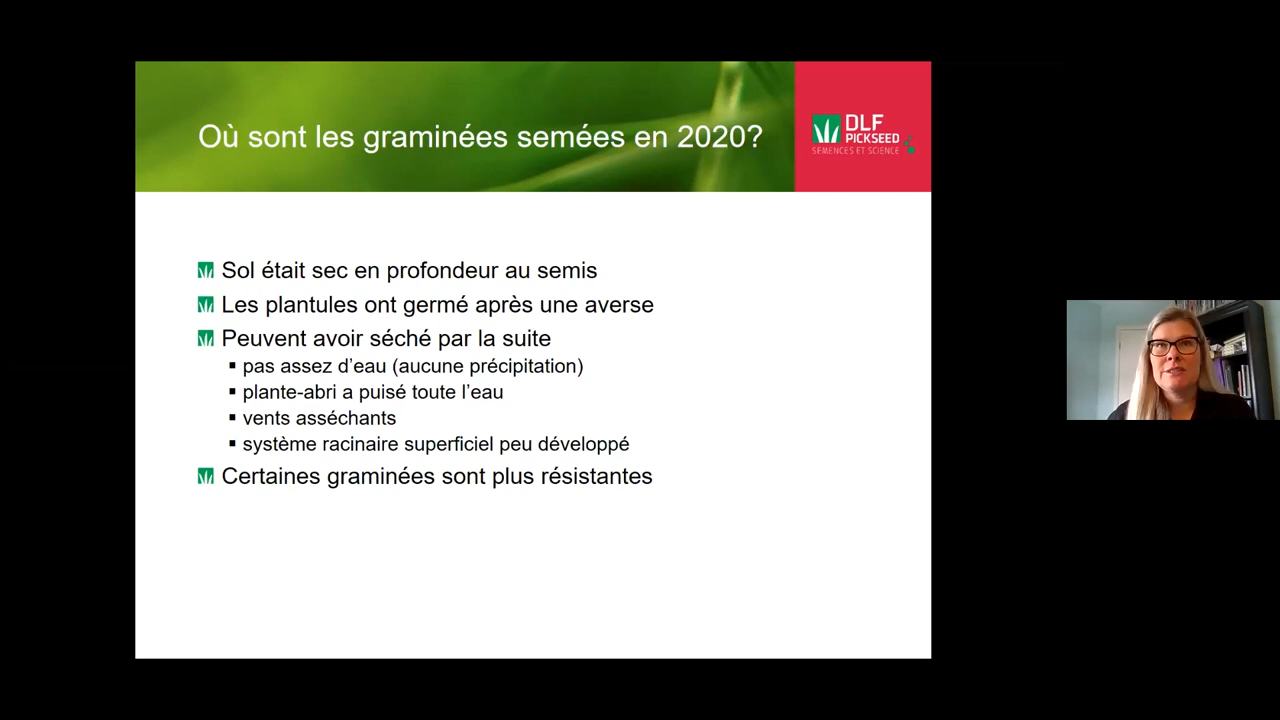 Où sont les graminées semées en 2020?
DLF
PICKSEED
SEMENCES ET SCIENCE
Sol était sec en profondeur au semis
Les plantules ont germé après une averse
Peuvent avoir séché par la suite
pas assez d’eau (aucune précipitation)
plante-abri a puisé toute l’eau
vents asséchants
système racinaire superficiel peu développé
Certaines graminées sont plus résistantes